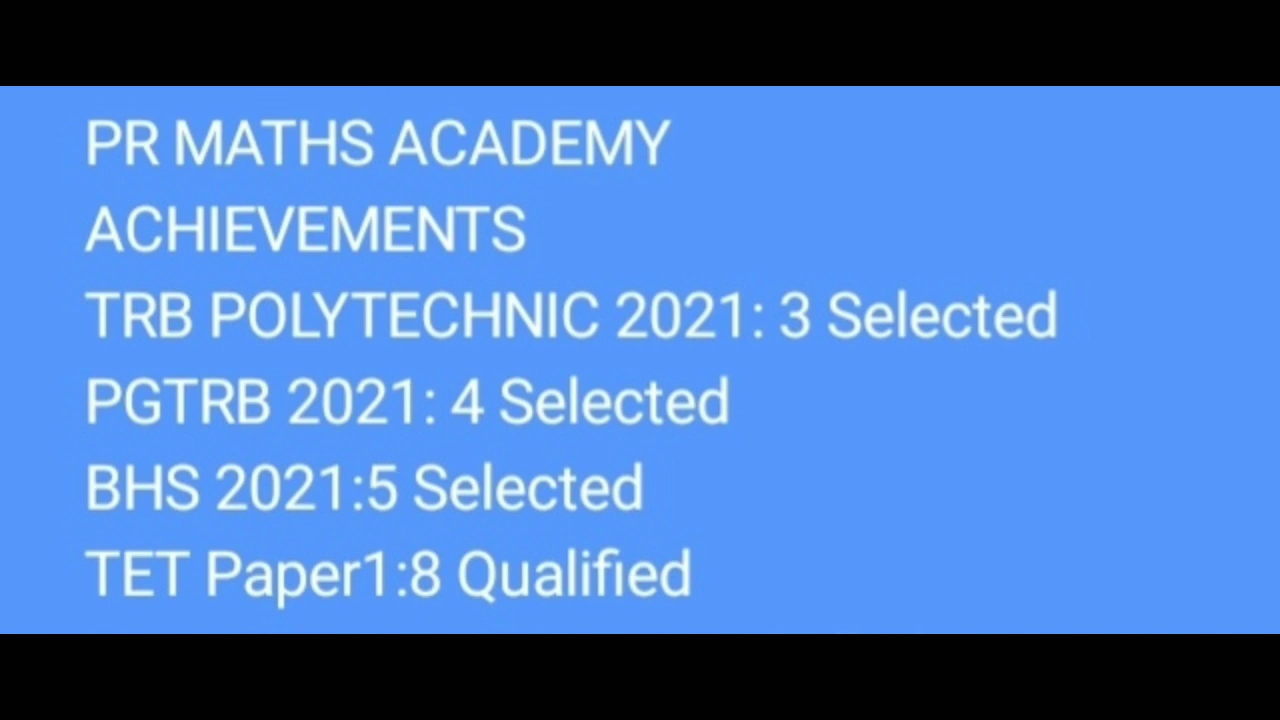 PR MATHS ACADEMY
ACHIEVEMENTS
TRB POLYTECHNIC 2021: 3 Selected
PGTRB 2021: 4 Selected
BHS 2021:5 Selected
TET Paper1:8 Qualified